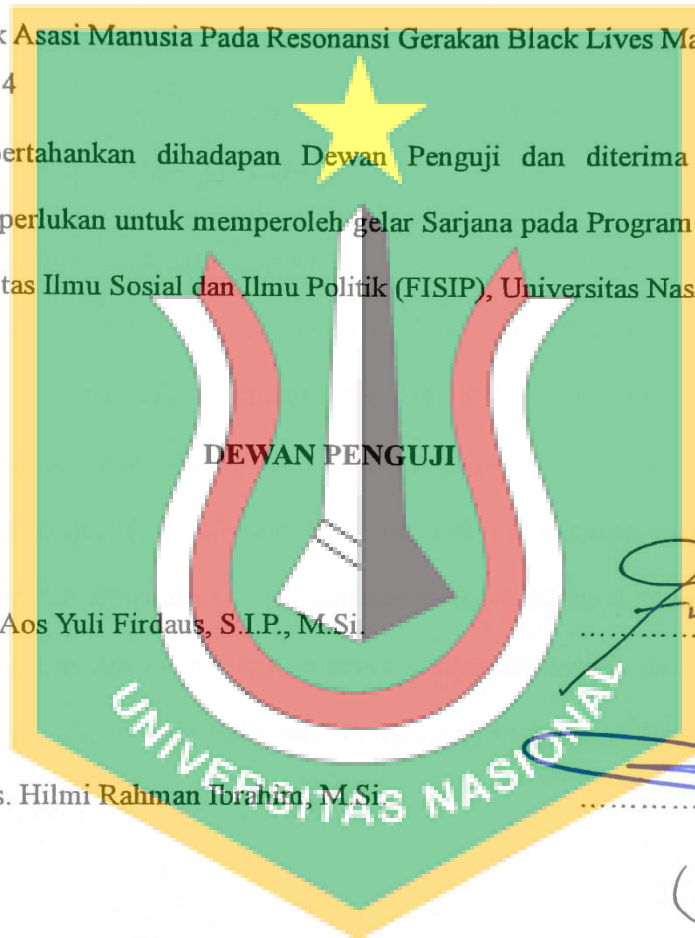 k Asasi Manusia Pada Resonansi Gerakan Black Lives Ma
4
pertahankan dihadapan Dewan Penguji dan diterima
perlukan untuk memperoleh gelar Sarjana pada Program
tas Ilmu Sosial dan Ilmu Politik (FISIP), Universitas Nas
DEWAN PENGUJI
Aos Yuli Firdaus, S.I.P., M.Si.
s. Hilmi Rahman Ibrahim, M.Si.
UNIVERSITAS NASIONAL